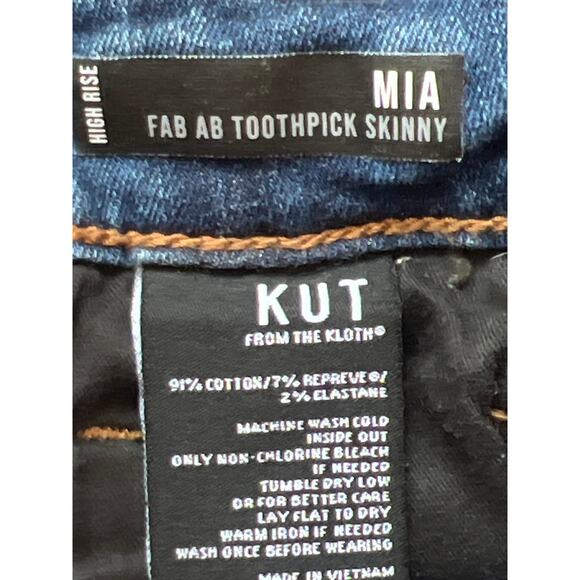 HIGH RISE
MIA
FAB AB TOOTHPICK SKINNY
KUT
FROM THE KLOTH®
91% COTTON/7% REPREVE®/
2% ELASTANE
MACHINE WASH COLD
INSIDE OUT
ONLY NON-CHLORINE BLEACH
IF NEEDED
TUMBLE DRY LOW
OR FOR BETTER CARE
LAY FLAT TO DRY
WARM IRON IF NEEDED
WASH ONCE BEFORE WEARING
MADE IN VIETNAM